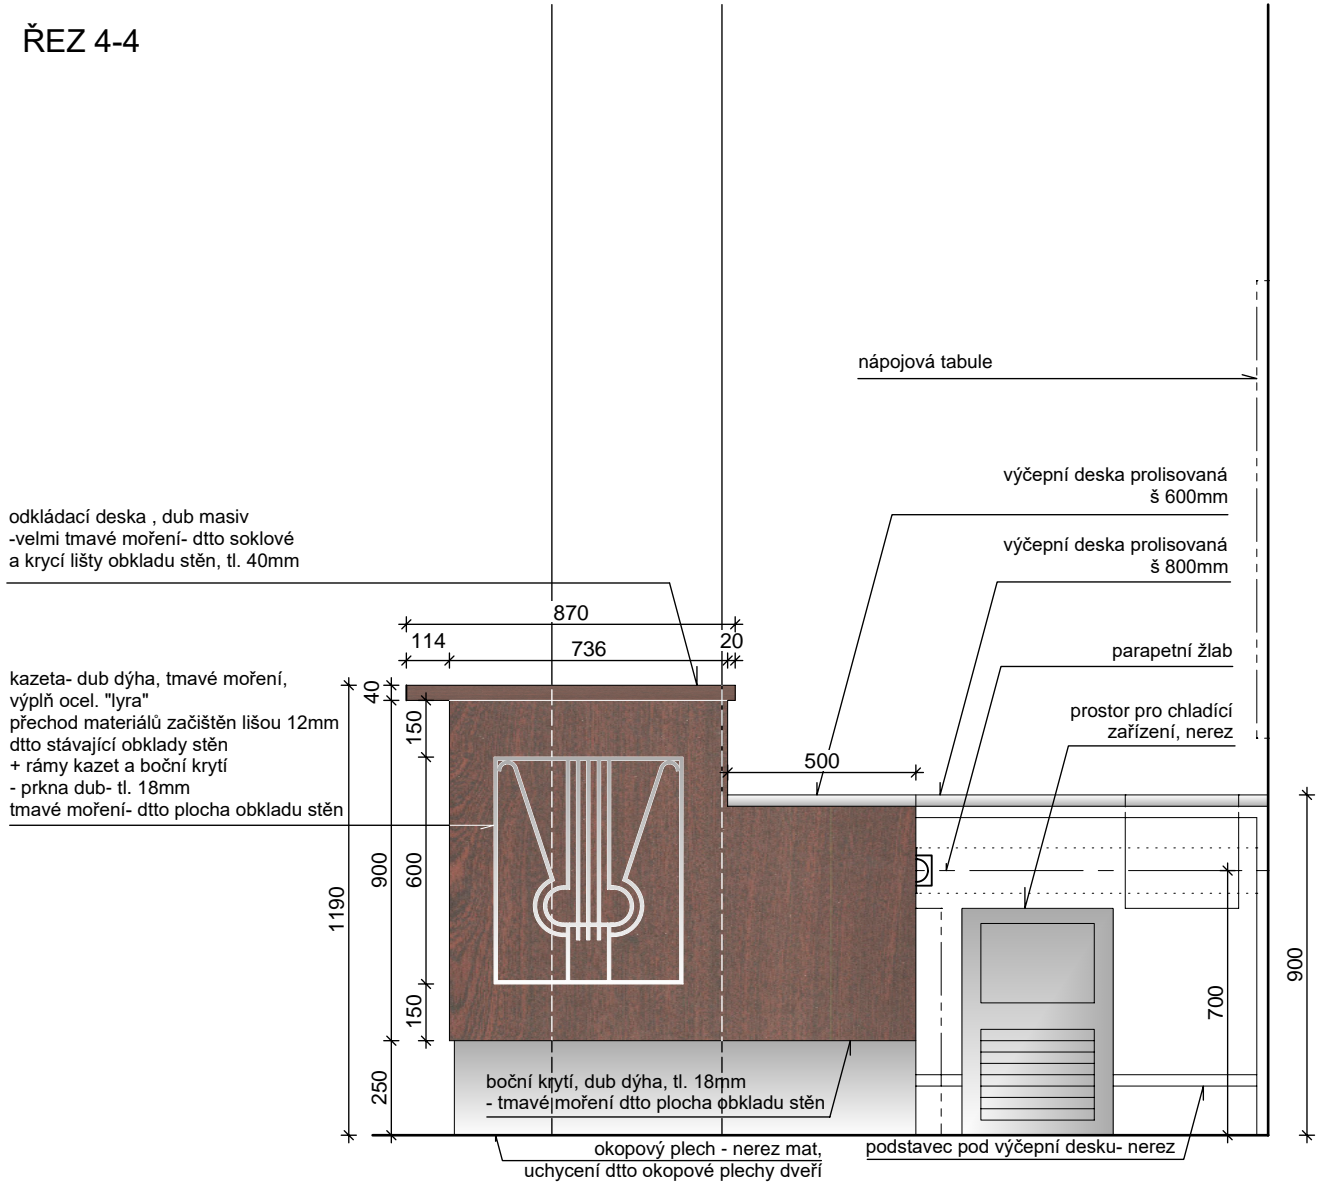 ŘEZ 4-4
nápojová tabule
výčepní deska prolisovaná
š 600mm
výčepní deska prolisovaná
š 800mm
odkládací deska , dub masiv
-velmi tmavé moření- dtto soklové
a krycí lišty obkladu stěn, tl. 40mm
870
114
736
20
parapetní žlab
kazeta- dub dýha, tmavé moření,
výplň ocel. "lyra"
přechod materiálů začištěn lišou 12mm
dtto stávající obklady stěn
+ rámy kazet a boční krytí
- prkna dub- tl. 18mm
tmavé moření- dtto plocha obkladu stěn
prostor pro chladící
zařízení, nerez
40
150
500
1190
900
600
150
250
700
900
boční krytí, dub dýha, tl. 18mm
- tmavé moření dtto plocha obkladu stěn
okopový plech - nerez mat,
uchycení dtto okopové plechy dveří
podstavec pod výčepní desku- nerez